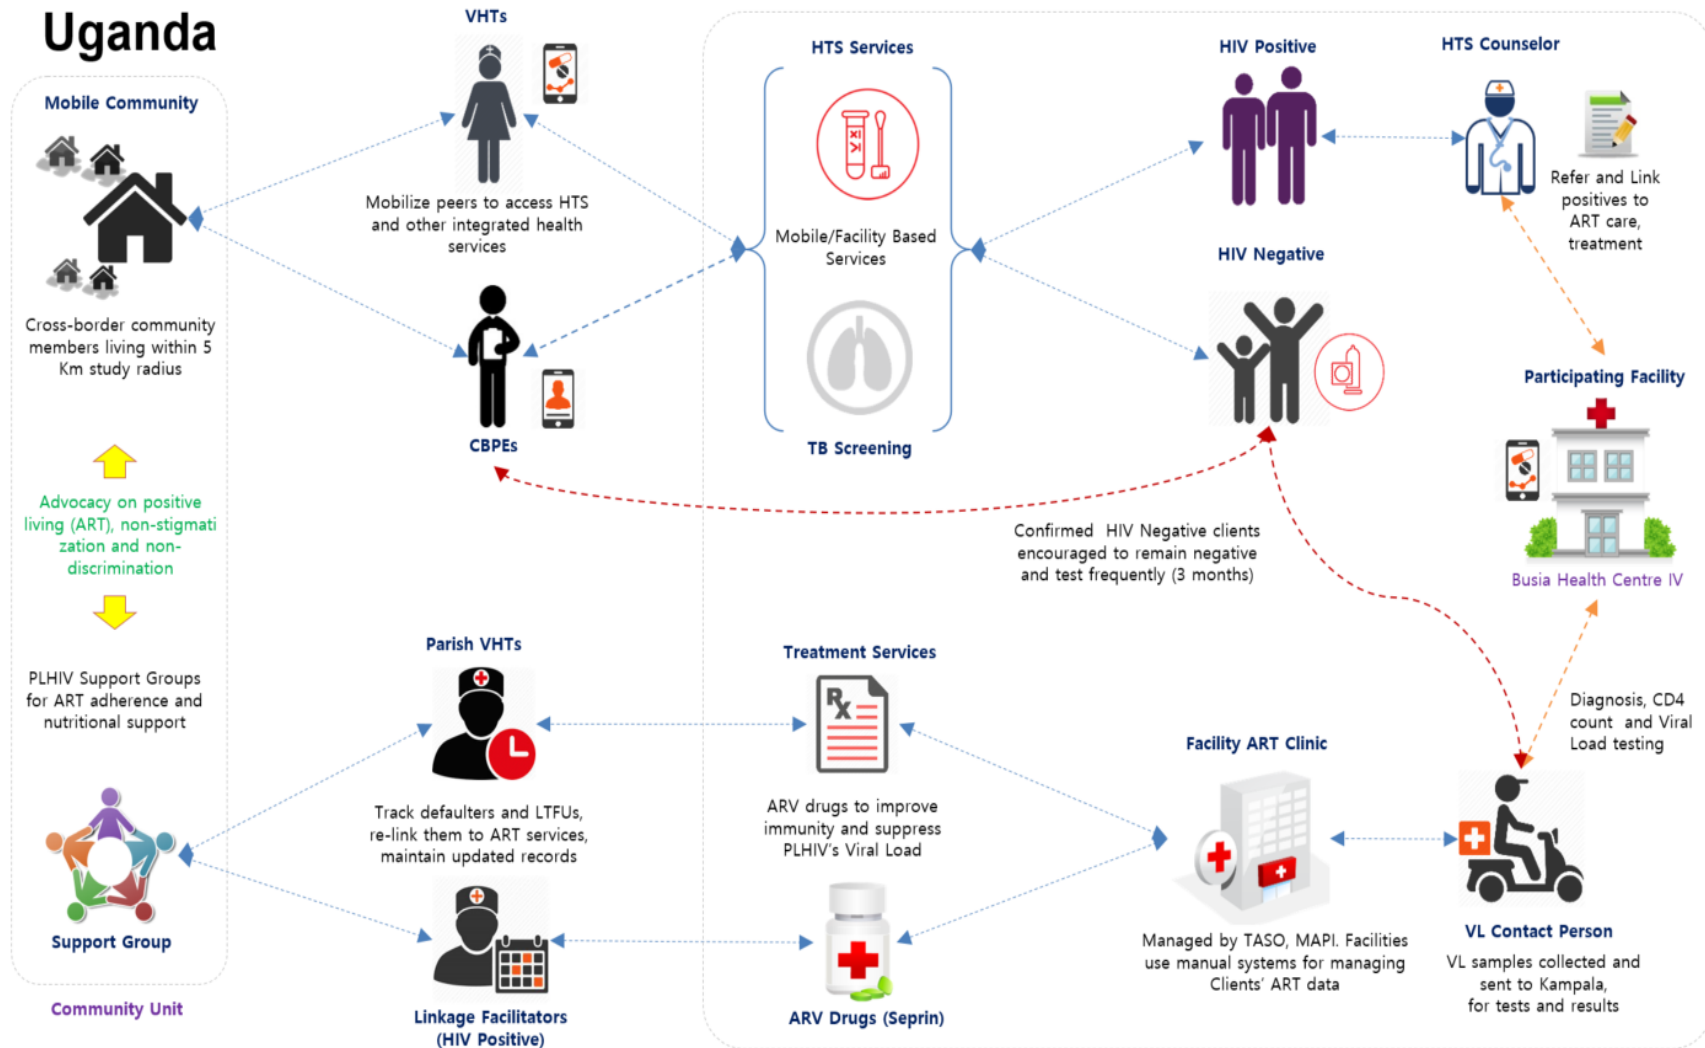 Uganda
Mobile Community
Cross-border community
members living within 5
Km study radius
Advocacy on positive
living (ART), non-stigmati
zation and non-
discrimination
PLHIV Support Groups
for ART adherence and
nutritional support
Support Group
Community Unit
VHTs
Mobilize peers to access HTS
and other integrated health
services
CBPEs
HTS Services
Mobile/Facility Based
Services
TB Screening
HIV Positive
HIV Negative
HTS Counselor
Refer and Link
positives to
ART care,
treatment
Confirmed HIV Negative clients
encouraged to remain negative
and test frequently (3 months)
Participating Facility
Busia Health Centre IV
Diagnosis, CD4
count and Viral
Load testing
Parish VHTs
Track defaulters and LTFUs,
re-link them to ART services,
maintain updated records
Linkage Facilitators
(HIV Positive)
Treatment Services
Rx
ARV drugs to improve
immunity and suppress
PLHIV's Viral Load
ARV Drugs (Seprin)
Facility ART Clinic
Managed by TASO, MAPI. Facilities
use manual systems for managing
Clients' ART data
VL Contact Person
VL samples collected and
sent to Kampala,
for tests and results